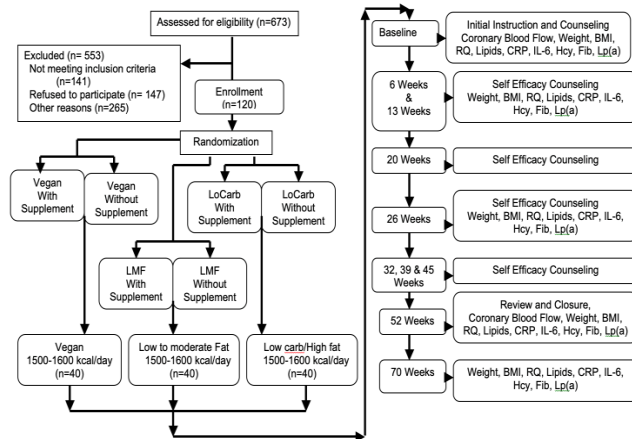 Assessed for eligibility (n=673)
Excluded (n= 553)
Not meeting inclusion criteria
(n=141)
Refused to participate (n= 147)
Other reasons (n=265)
Enrollment
(n=120)
Randomization
Vegan
With
Supplement
Vegan
Without
Supplement
LoCarb
With
Supplement
LoCarb
Without
Supplement
LMF
With
Supplement
LMF
Without
Supplement
Vegan
1500-1600 kcal/day
(n=40)
Low to moderate Fat
1500-1600 kcal/day
(n=40)
Low carb/High fat
1500-1600 kcal/day
(n=40)
Baseline
Initial Instruction and Counseling
Coronary Blood Flow, Weight, BMI,
RQ, Lipids, CRP, IL-6, Hcy, Fib, Lp(a)
6 Weeks
&
13 Weeks
Self Efficacy Counseling
Weight, BMI, RQ, Lipids, CRP, IL-6,
Hcy, Fib, Lp(a)
20 Weeks
Self Efficacy Counseling
26 Weeks
Self Efficacy Counseling
Weight, BMI, RQ, Lipids, CRP, IL-6,
Hcy, Fib, Lp(a)
32, 39 & 45
Weeks
Self Efficacy Counseling
52 Weeks
Review and Closure,
Coronary Blood Flow, Weight, BMI,
RQ, Lipids, CRP, IL-6, Hcy, Fib, Lp(a)
70 Weeks
Weight, BMI, RQ, Lipids, CRP, IL-6,
Hcy, Fib, Lp(a)